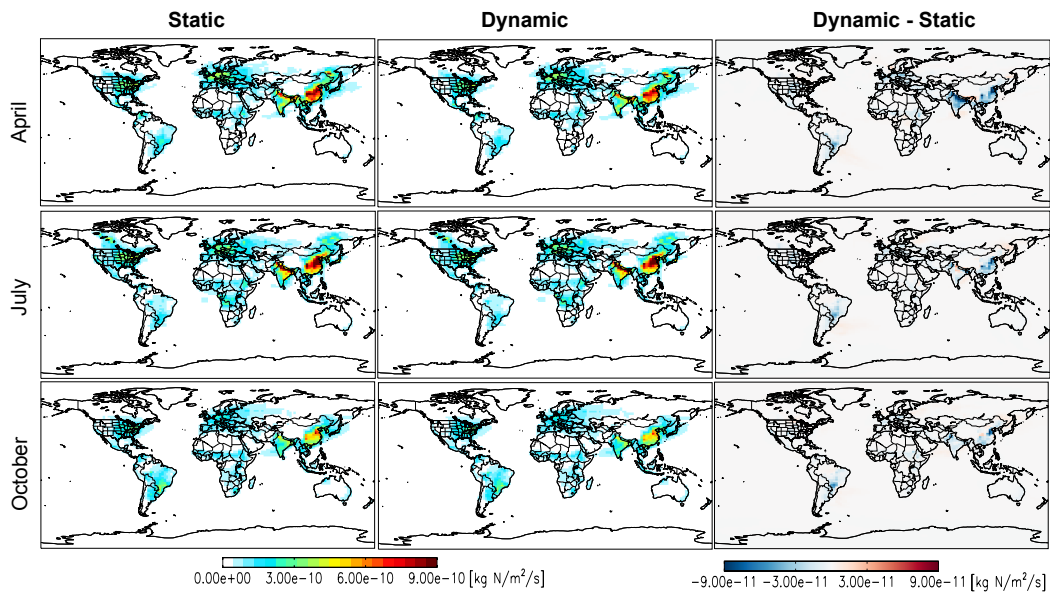 Static Dynamic Dynamic - Static
April
July
October
0.00e+00 3.00e-10 6.00e-10 9.00e-10 [kg N/m²/s]
-9.00e-11 -3.00e-11 3.00e-11 9.00e-11 [kg N/m²/s]